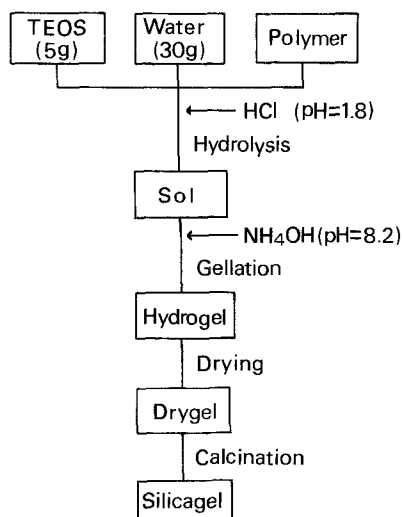 TEOS
(5g)
Water
(30g)
Polymer
HCl (pH=1.8)
Hydrolysis
Sol
NH4OH(pH=8.2)
Gellation
Hydrogel
Drying
Drygel
Calcination
Silicagel